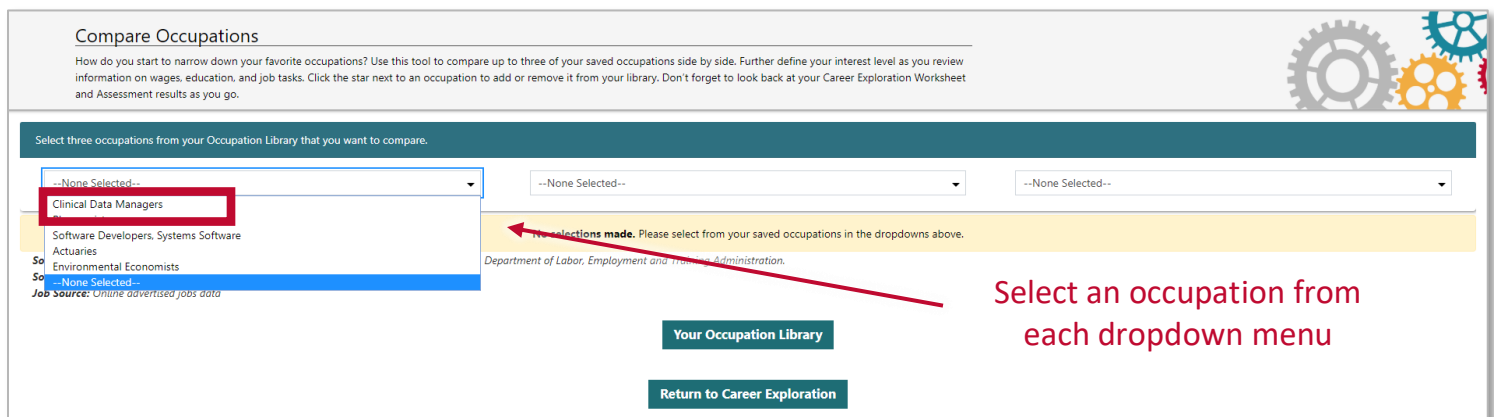 Compare Occupations
How do you start to narrow down your favorite occupations? Use this tool to compare up to three of your saved occupations side by side. Further define your interest level as you review
information on wages, education, and job tasks. Click the star next to an occupation to add or remove it from your library. Don't forget to look back at your Career Exploration Worksheet
and Assessment results as you go.
Select three occupations from your Occupation Library that you want to compare.
--None Selected--
--None Selected--
--None Selected--
Clinical Data Managers
Software Developers, Systems Software
Actuaries
Environmental Economists
--None Selected--
No selections made. Please select from your saved occupations in the dropdowns above.
So
Department of Labor, Employment and Training Administration.
So
Job Source: Online advertised jobs data
Select an occupation from
each dropdown menu
Your Occupation Library
Return to Career Exploration